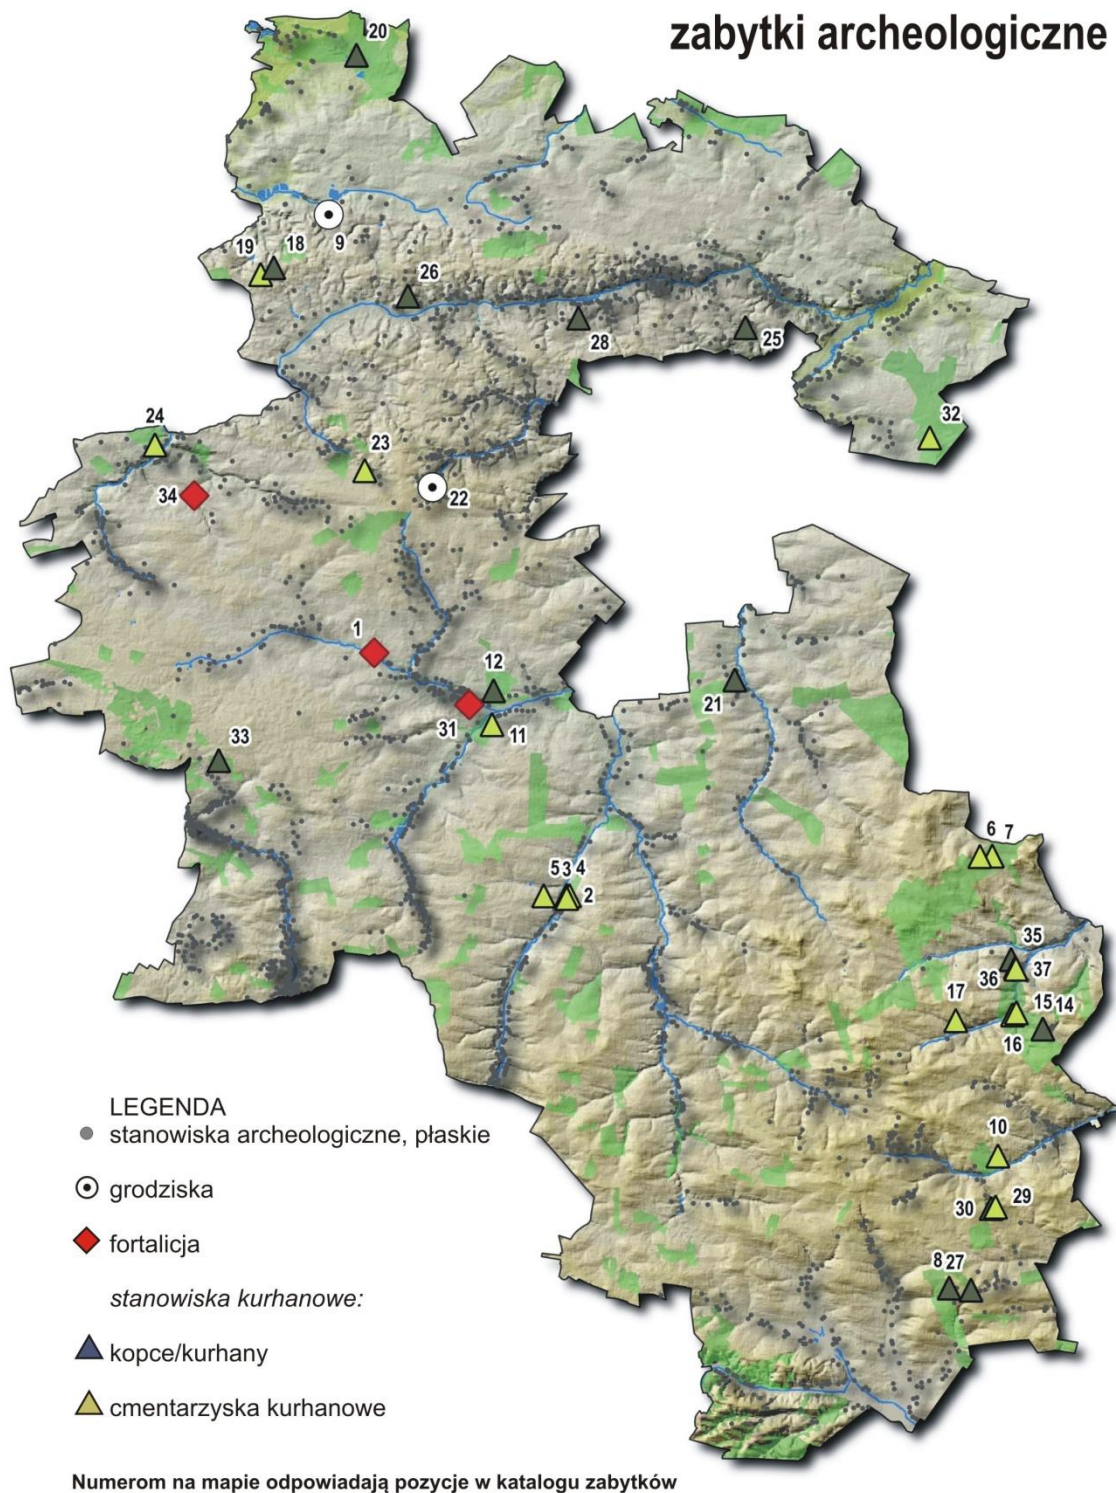 zabytki archeologiczne
20
9
19 18
26
28
25
32
24
23
34
22
1
12
21
31
11
33
6 7
5 3 4
2
35
36 37
17
15 14
16
10
29
30
8 27
LEGENDA
stanowiska archeologiczne, płaskie
grodziska
fortalicja
stanowiska kurhanowe:
kopce/kurhany
cmentarzyska kurhanowe
Numerom na mapie odpowiadają pozycje w katalogu zabytków